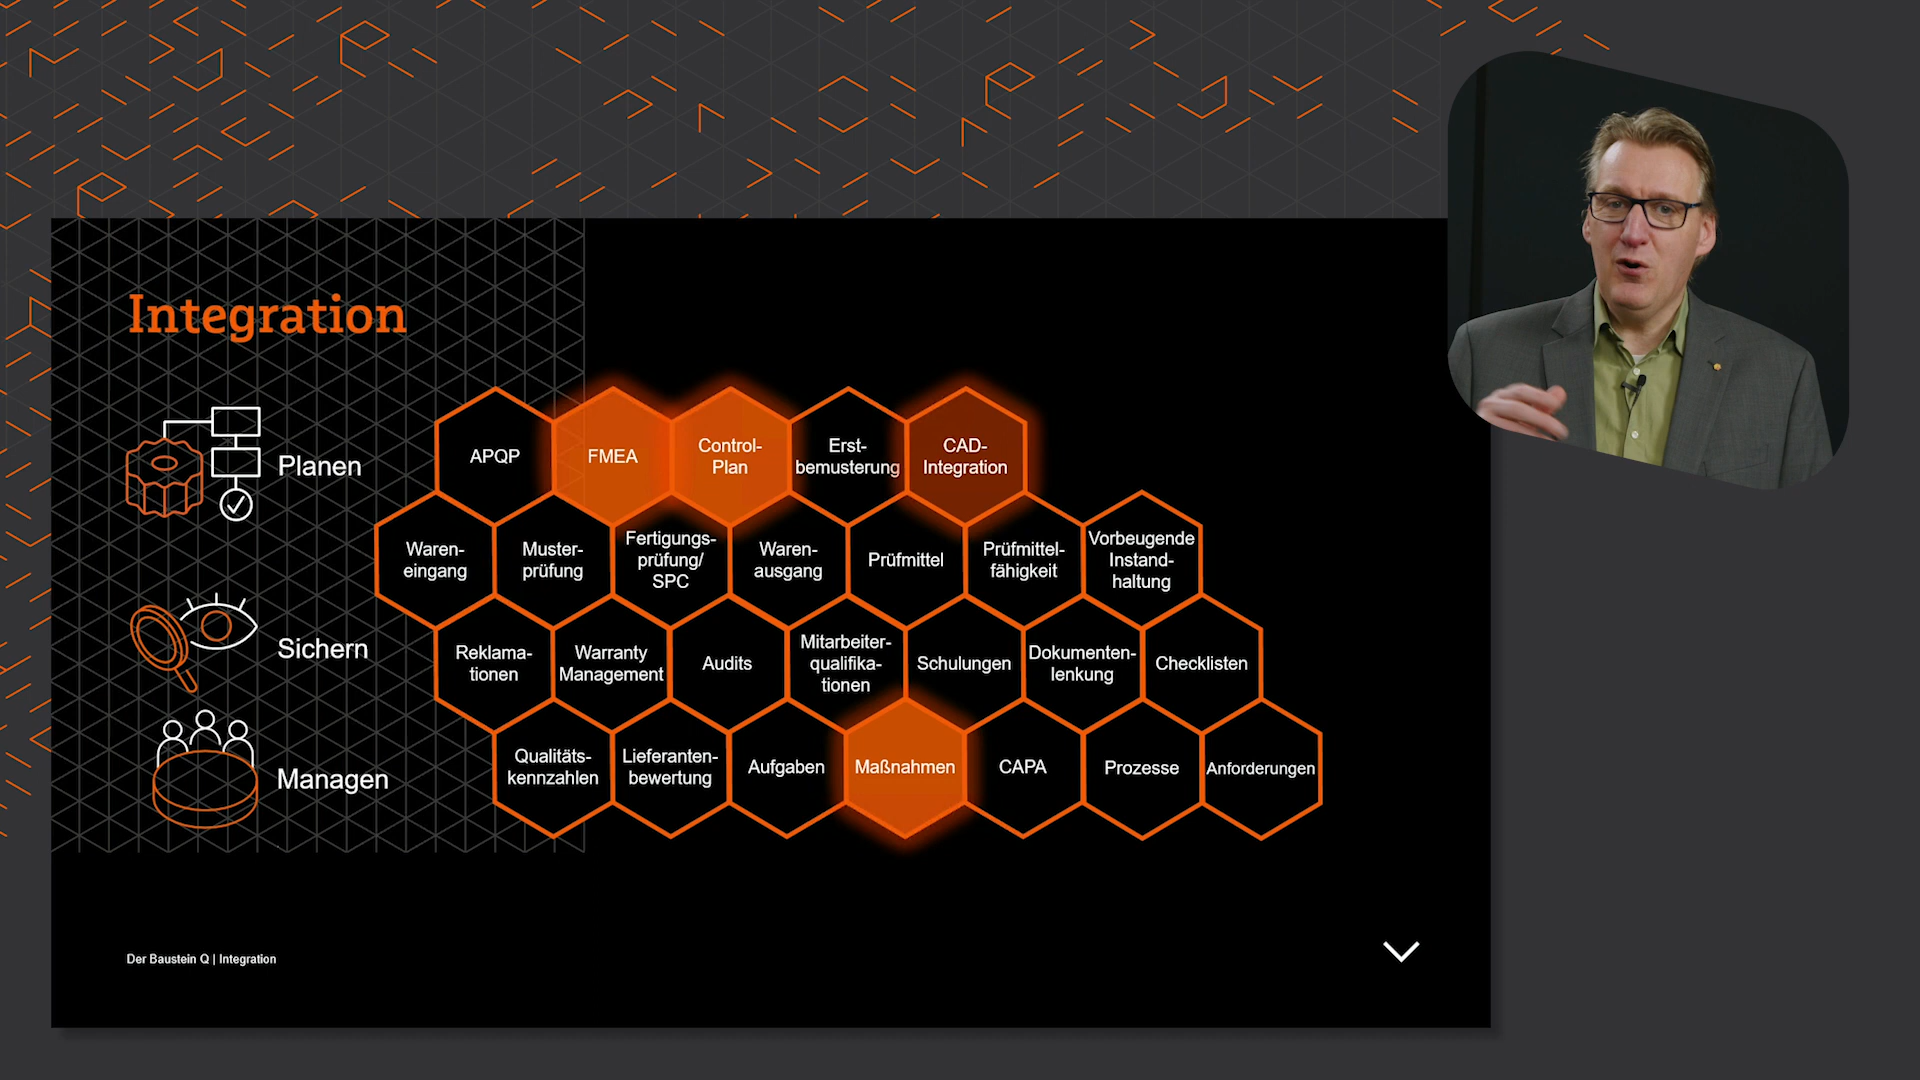 Integration
Planen
APQP
FMEA
Control-
Plan
Erst-
bemusterung
CAD-
Integration
Waren-
eingang
Muster-
prüfung
Fertigungs-
prüfung/
SPC
Waren-
ausgang
Prüfmittel
Prüfmittel-
fähigkeit
Vorbeugende
Instand-
haltung
Sichern
Reklama-
tionen
Warranty
Management
Audits
Mitarbeiter-
qualifika-
tionen
Schulungen
Dokumenten-
lenkung
Checklisten
Managen
Qualitäts-
kennzahlen
Lieferanten-
bewertung
Aufgaben
Maßnahmen
CAPA
Prozesse
Anforderungen
Der Baustein Q | Integration